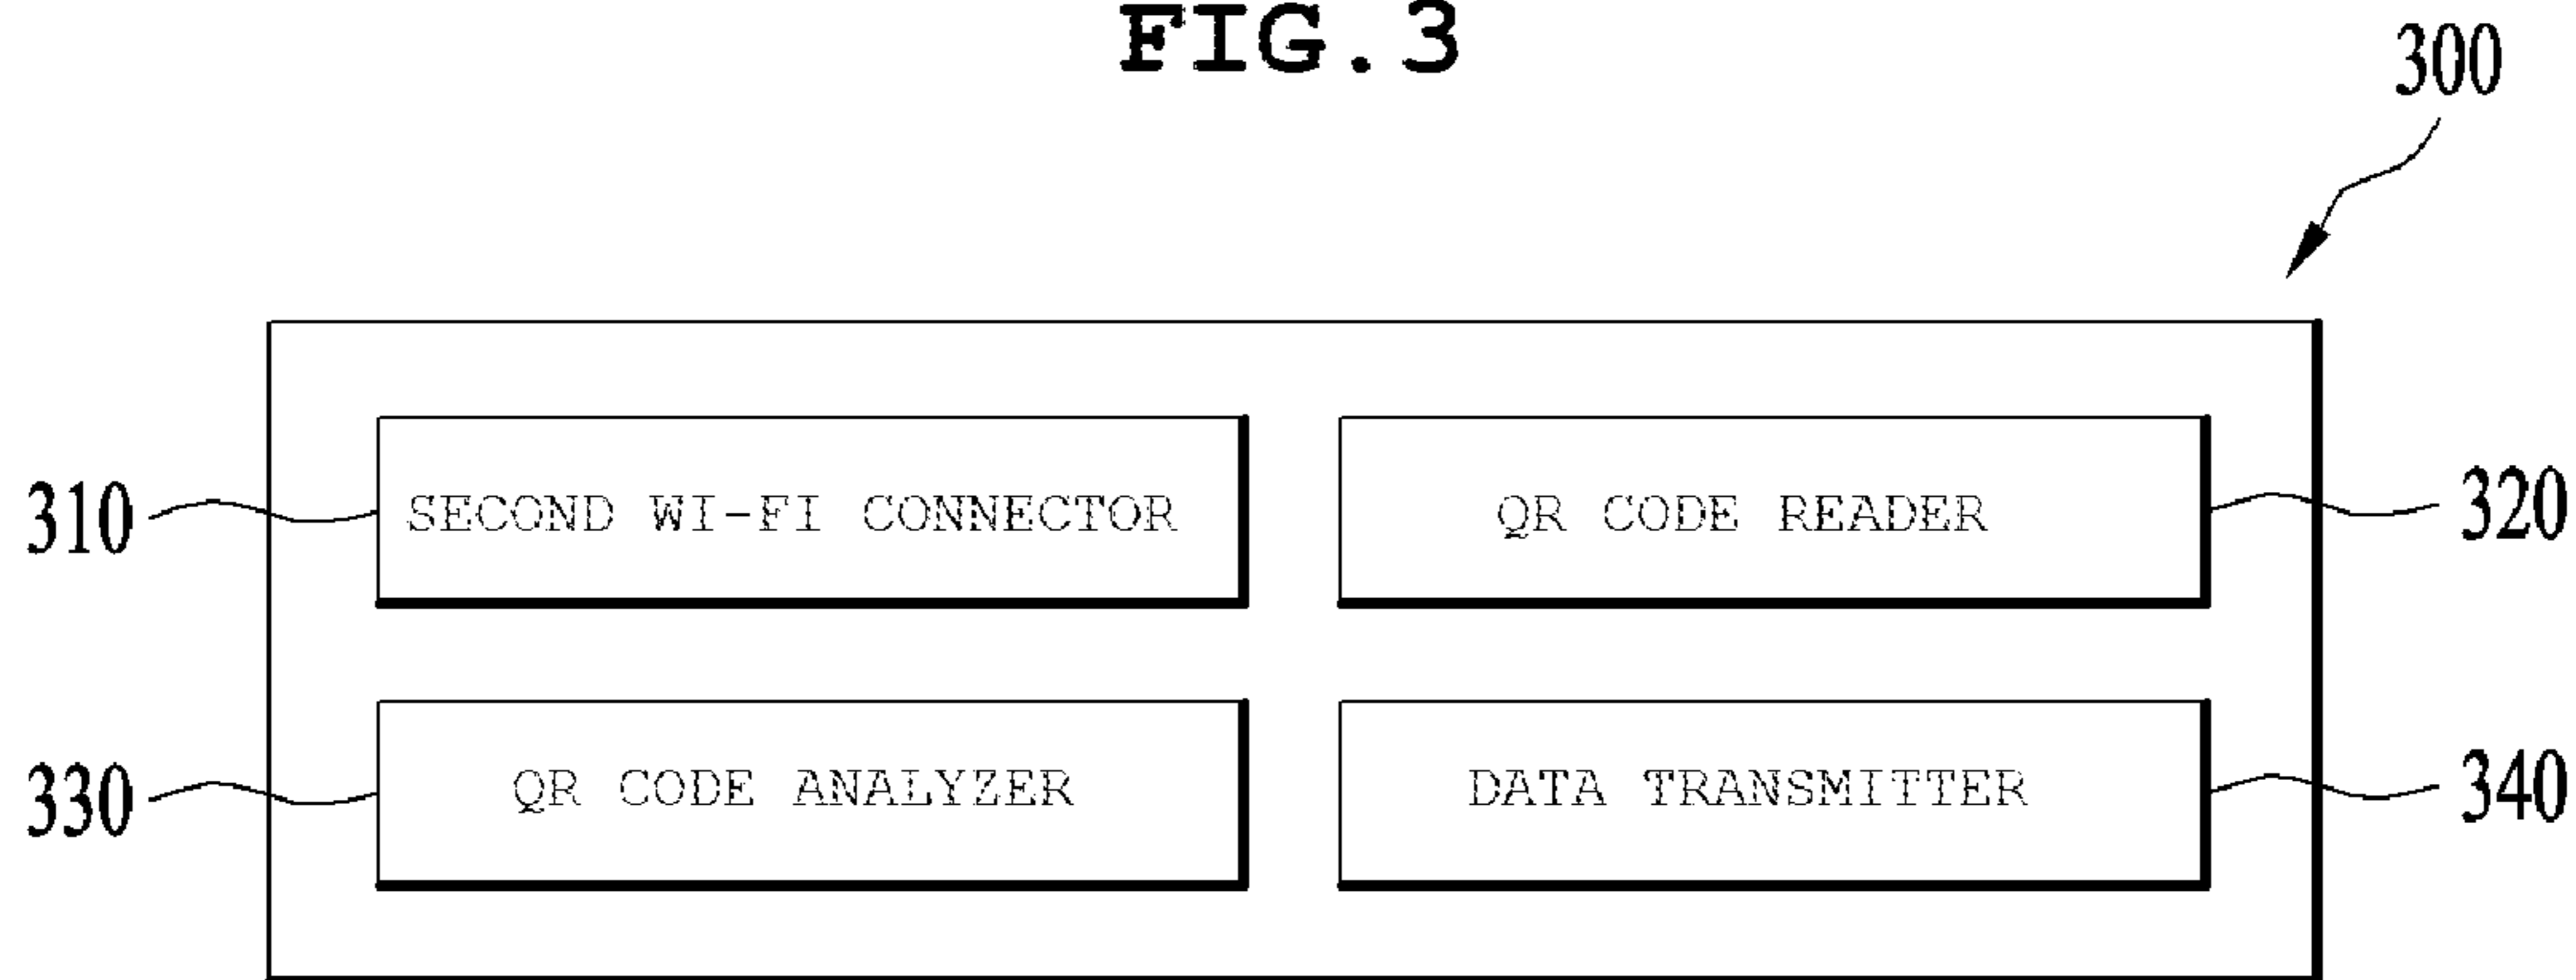 FIG.3
300
310 SECOND WI-FI CONNECTOR QR CODE READER 320
330 QR CODE ANALYZER DATA TRANSMITTER 340